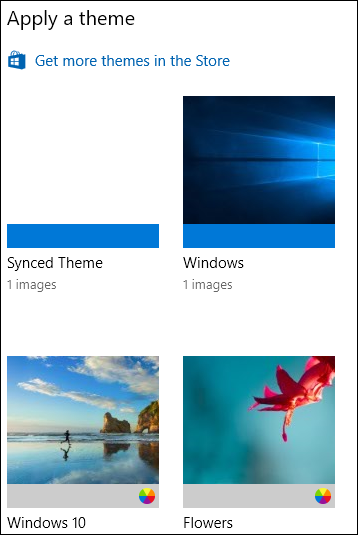 Apply a theme
Get more themes in the Store
Synced Theme
1 images
Windows
1 images
Windows 10
Flowers